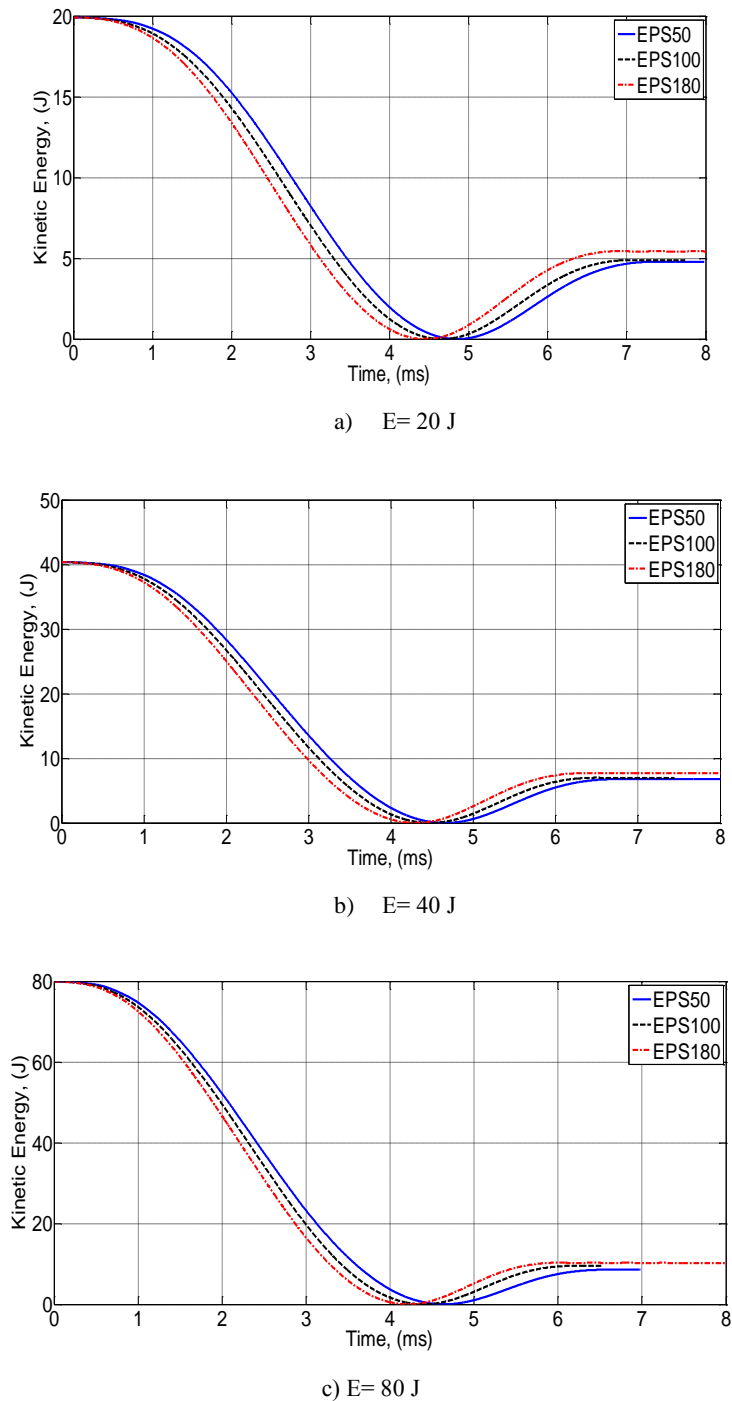 20
15
10
5
0
Kinetic Energy, (J)
EPS50
EPS100
EPS180
0 1 2 3 4 5 6 7 8
Time, (ms)
a) E= 20 J
50
40
30
20
10
0
Kinetic Energy, (J)
EPS50
EPS100
EPS180
0 1 2 3 4 5 6 7 8
Time, (ms)
b) E= 40 J
80
60
40
20
0
Kinetic Energy, (J)
EPS50
EPS100
EPS180
0 1 2 3 4 5 6 7 8
Time, (ms)
c) E= 80 J